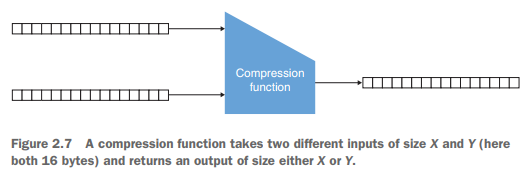 Compression
function
Figure 2.7 A compression function takes two different inputs of size X and Y (here
both 16 bytes) and returns an output of size either X or Y.